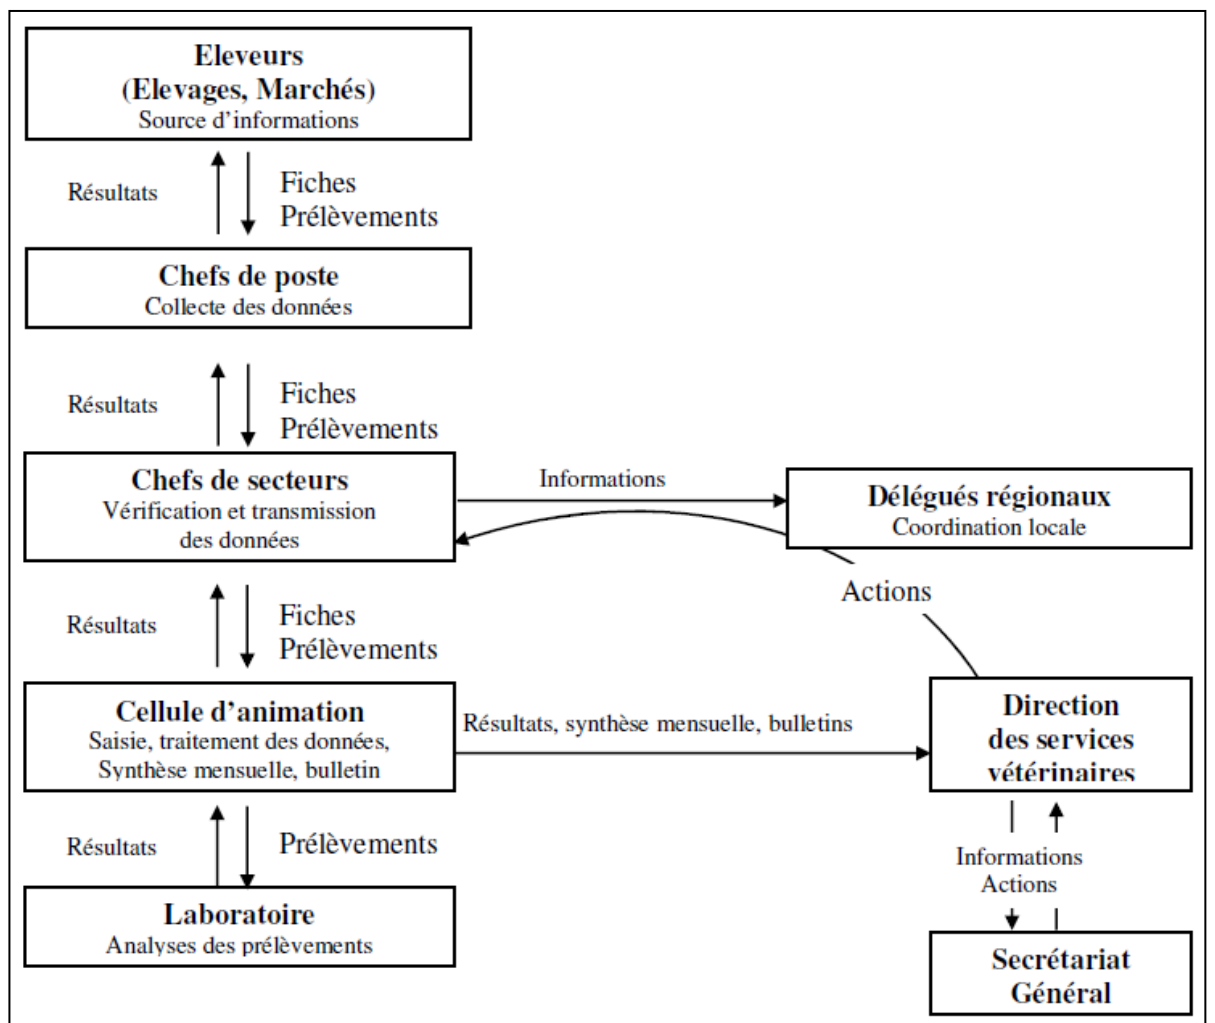 Eleveurs
(Elevages, Marchés)
Source d’informations
Résultats
Fiches
Prélèvements
Chefs de poste
Collecte des données
Résultats
Fiches
Prélèvements
Chefs de secteurs
Vérification et transmission
des données
Informations
Délégués régionaux
Coordination locale
Actions
Résultats
Fiches
Prélèvements
Cellule d’animation
Saisie, traitement des données,
Synthèse mensuelle, bulletin
Résultats, synthèse mensuelle, bulletins
Direction
des services
vétérinaires
Résultats
Prélèvements
Informations
Actions
Laboratoire
Analyses des prélèvements
Secrétariat
Général